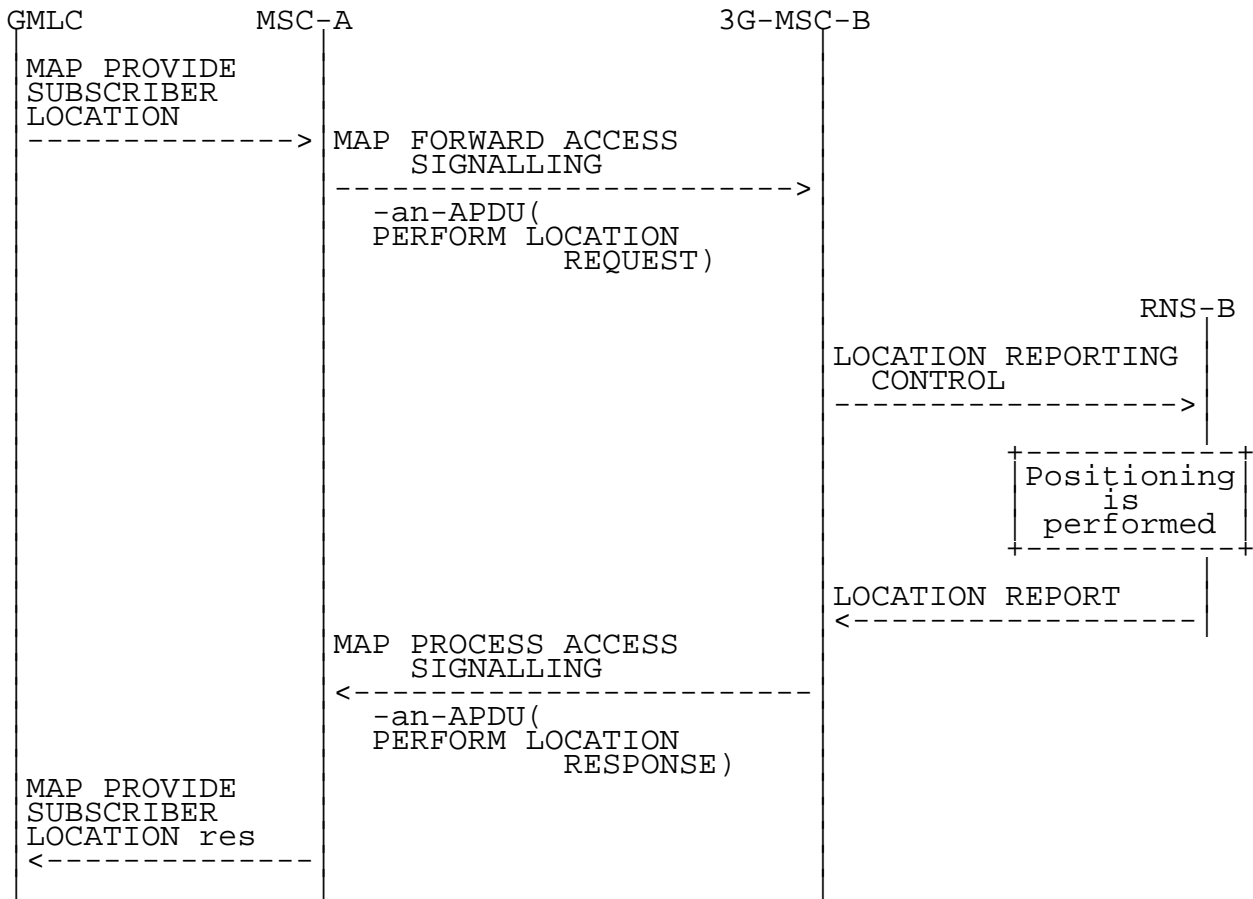 GMLC MSC-A 3G-MSC-B
MAP PROVIDE
SUBSCRIBER
LOCATION
MAP FORWARD ACCESS
SIGNALLING
-an-APDU(
PERFORM LOCATION
REQUEST)
RNS-B
LOCATION REPORTING
CONTROL
Positioning
is
performed
LOCATION REPORT
MAP PROCESS ACCESS
SIGNALLING
-an-APDU(
PERFORM LOCATION
RESPONSE)
MAP PROVIDE
SUBSCRIBER
LOCATION res